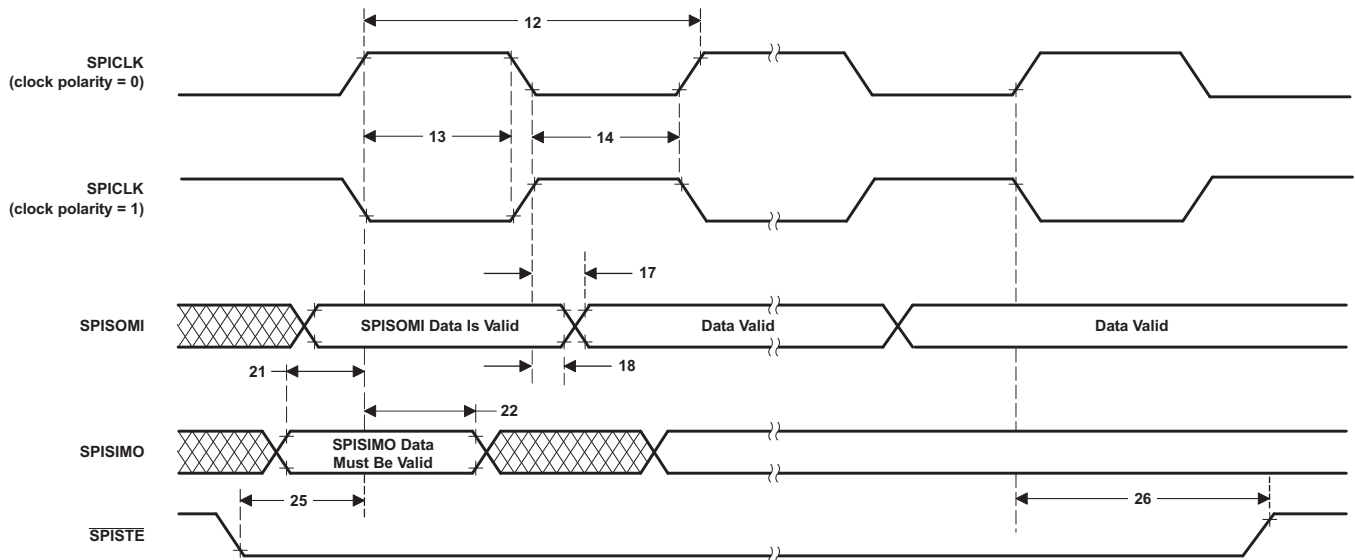 12
SPICLK
(clock polarity = 0)
13
14
SPICLK
(clock polarity = 1)
17
SPISOMI
SPISOMI Data Is Valid
Data Valid
Data Valid
18
21
22
SPISIMO
SPISIMO Data
Must Be Valid
25
26
SPISTE